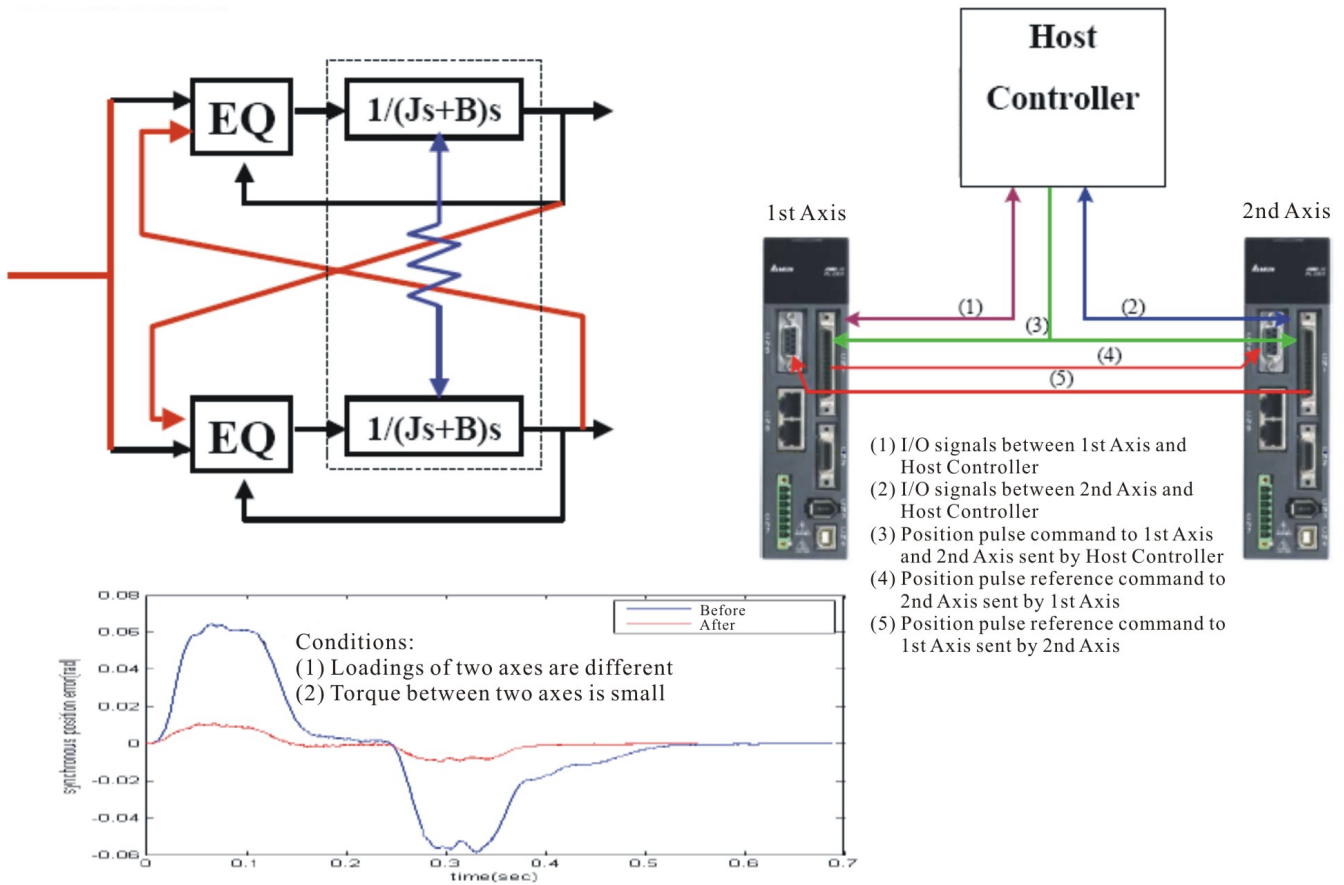 EQ
1/(Js+B)s
EQ
1/(Js+B)s
Host
Controller
1st Axis
2nd Axis
(1)
(2)
(3)
(4)
(5)
(1) I/O signals between 1st Axis and
Host Controller
(2) I/O signals between 2nd Axis and
Host Controller
(3) Position pulse command to 1st Axis
and 2nd Axis sent by Host Controller
(4) Position pulse reference command to
2nd Axis sent by 1st Axis
(5) Position pulse reference command to
1st Axis sent by 2nd Axis
0.08
0.06
0.04
0.02
0
-0.02
-0.04
-0.06
synchronous position error[rad]
Before
After
Conditions:
(1) Loadings of two axes are different
(2) Torque between two axes is small
0
0.1
0.2
0.3
0.4
0.5
0.6
0.7
time(sec)